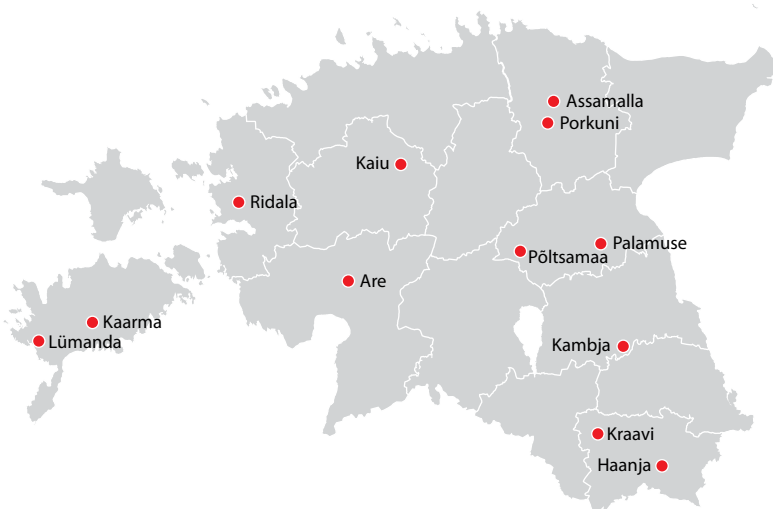 Assamalla
Porkuni
Kaiu
Ridala
Palamuse
Põltsamaa
Are
Kaarma
Lümanda
Kambja
Kraavi
Haanja